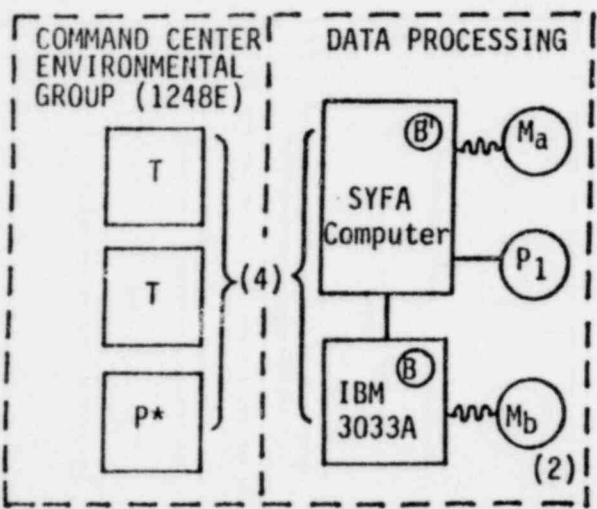 COMMAND CENTER
ENVIRONMENTAL
GROUP (1248E)
T
T
P*
(4)
DATA PROCESSING
B'
SYFA
Computer
Ma
P1
B
IBM
3033A
Mb
(2)